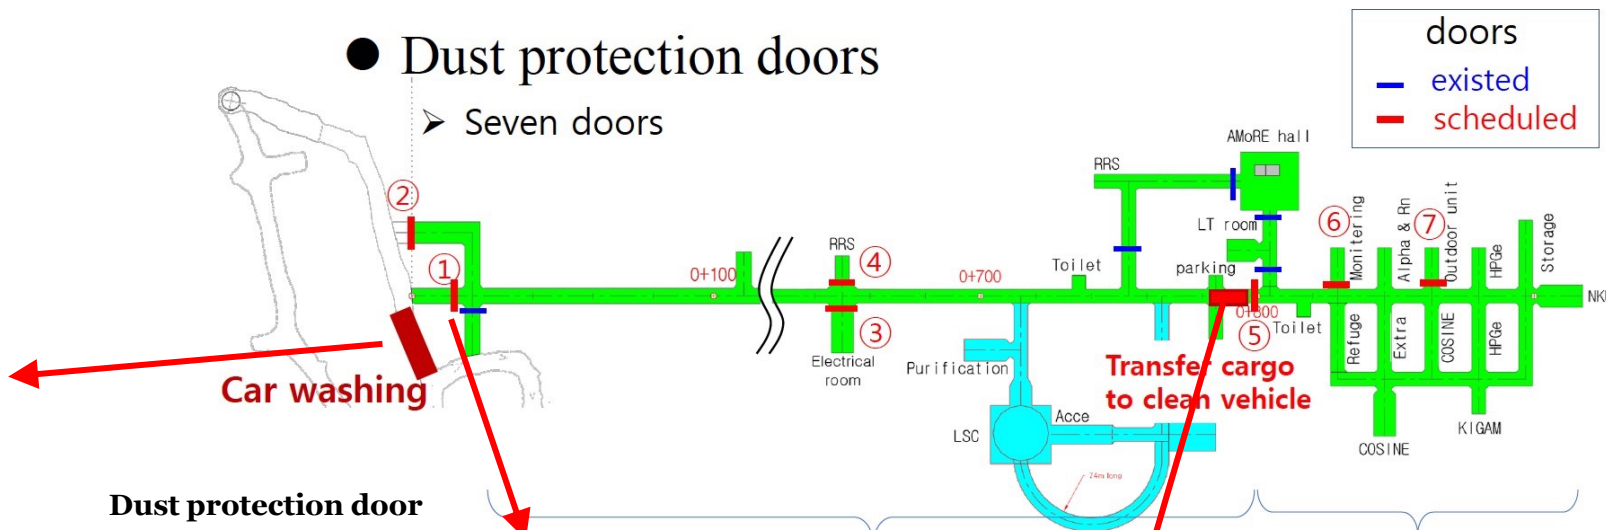 ● Dust protection doors
➤ Seven doors
doors
existed
scheduled
AMoRE hall
RRS
LT room
②
①
0+100
RRS
④
0+700
Toilet
parking
⑥
Monitering
Alpha & Rn
⑦
Outdoor unit
HPGe
Storage
③
Electrical
room
Purification
0+800
⑤
Toilet
Refuge
Extra
COSINE
HPGe
Car washing
Transfer cargo
to clean vehicle
LSC
Acce
COSINE
KIGAM
74m long
Dust protection door